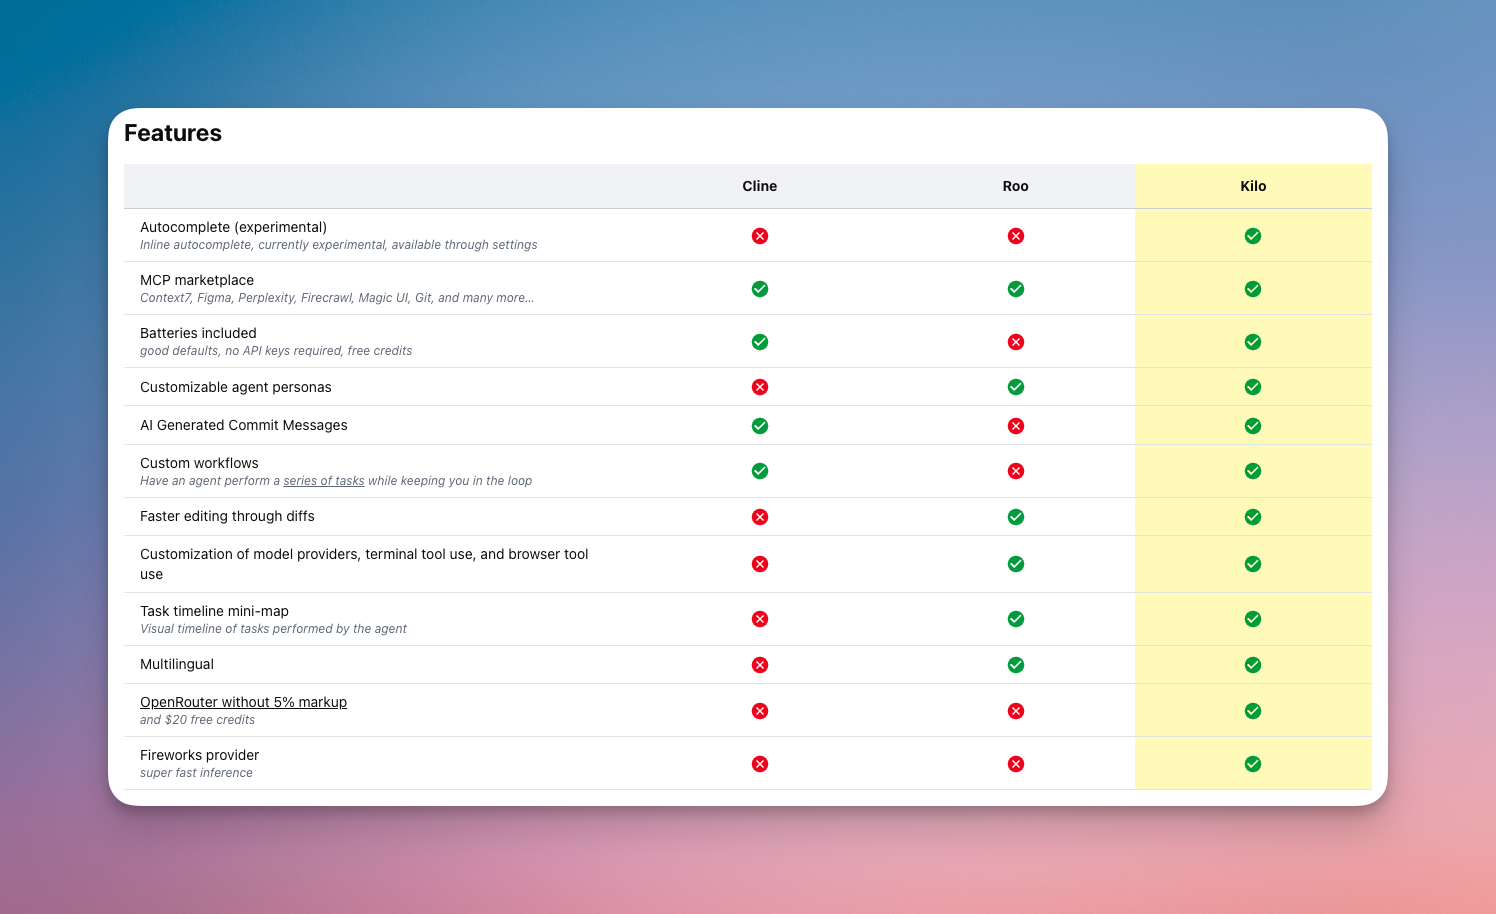 Features
Cline Roo Kilo
Autocomplete (experimental)
Inline autocomplete, currently experimental, available through settings
MCP marketplace
Context7, Figma, Perplexity, Firecrawl, Magic UI, Git, and many more...
Batteries included
good defaults, no API keys required, free credits
Customizable agent personas
AI Generated Commit Messages
Custom workflows
Have an agent perform a series of tasks while keeping you in the loop
Faster editing through diffs
Customization of model providers, terminal tool use, and browser tool
use
Task timeline mini-map
Visual timeline of tasks performed by the agent
Multilingual
OpenRouter without 5% markup
and $20 free credits
Fireworks provider
super fast inference